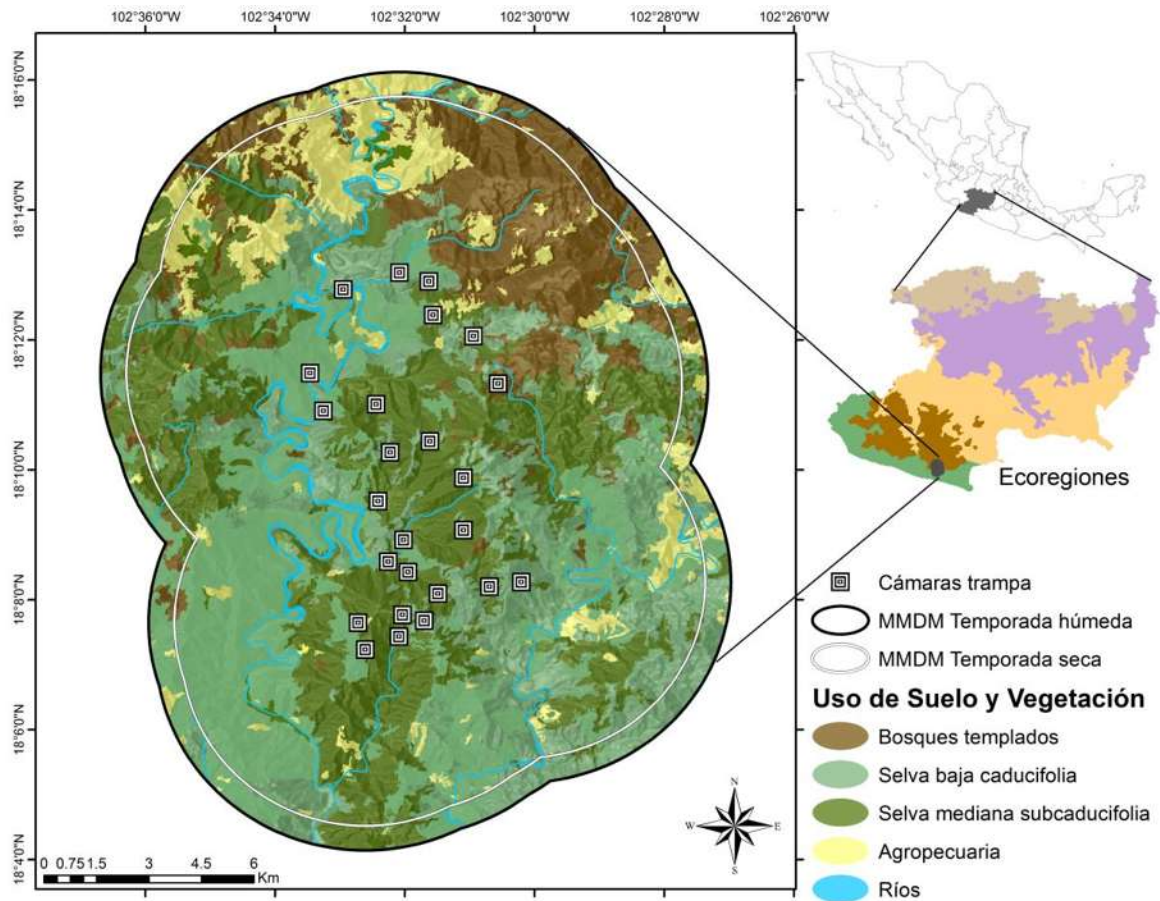 102°36'0"W
102°34'0"W
102°32'0"W
102°30'0"W
102°28'0"W
102°26'0"W
18°16'0"N
18°14'0"N
18°12'0"N
18°10'0"N
18°8'0"N
18°6'0"N
18°4'0"N
0 0.75 1.5 3 4.5 6
Km
N
W E
S
Ecoregiones
Cámaras trampa
MMDM Temporada húmeda
MMDM Temporada seca
Uso de Suelo y Vegetación
Bosques templados
Selva baja caducifolia
Selva mediana subcaducifolia
Agropecuaria
Ríos